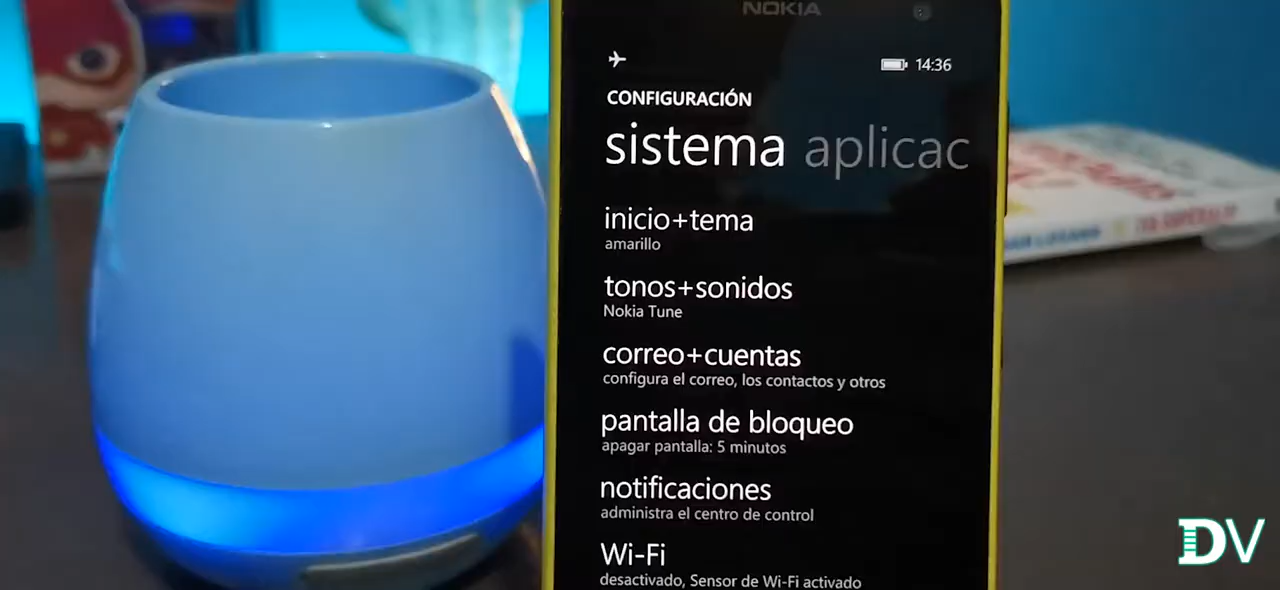 NOKIA
14:36
CONFIGURACIÓN
sistema aplicac
inicio+tema
amarillo
tonos+sonidos
Nokia Tune
correo+cuentas
configura el correo, los contactos y otros
pantalla de bloqueo
apagar pantalla: 5 minutos
notificaciones
administra el centro de control
Wi-Fi
desactivado, Sensor de Wi-Fi activado
DV